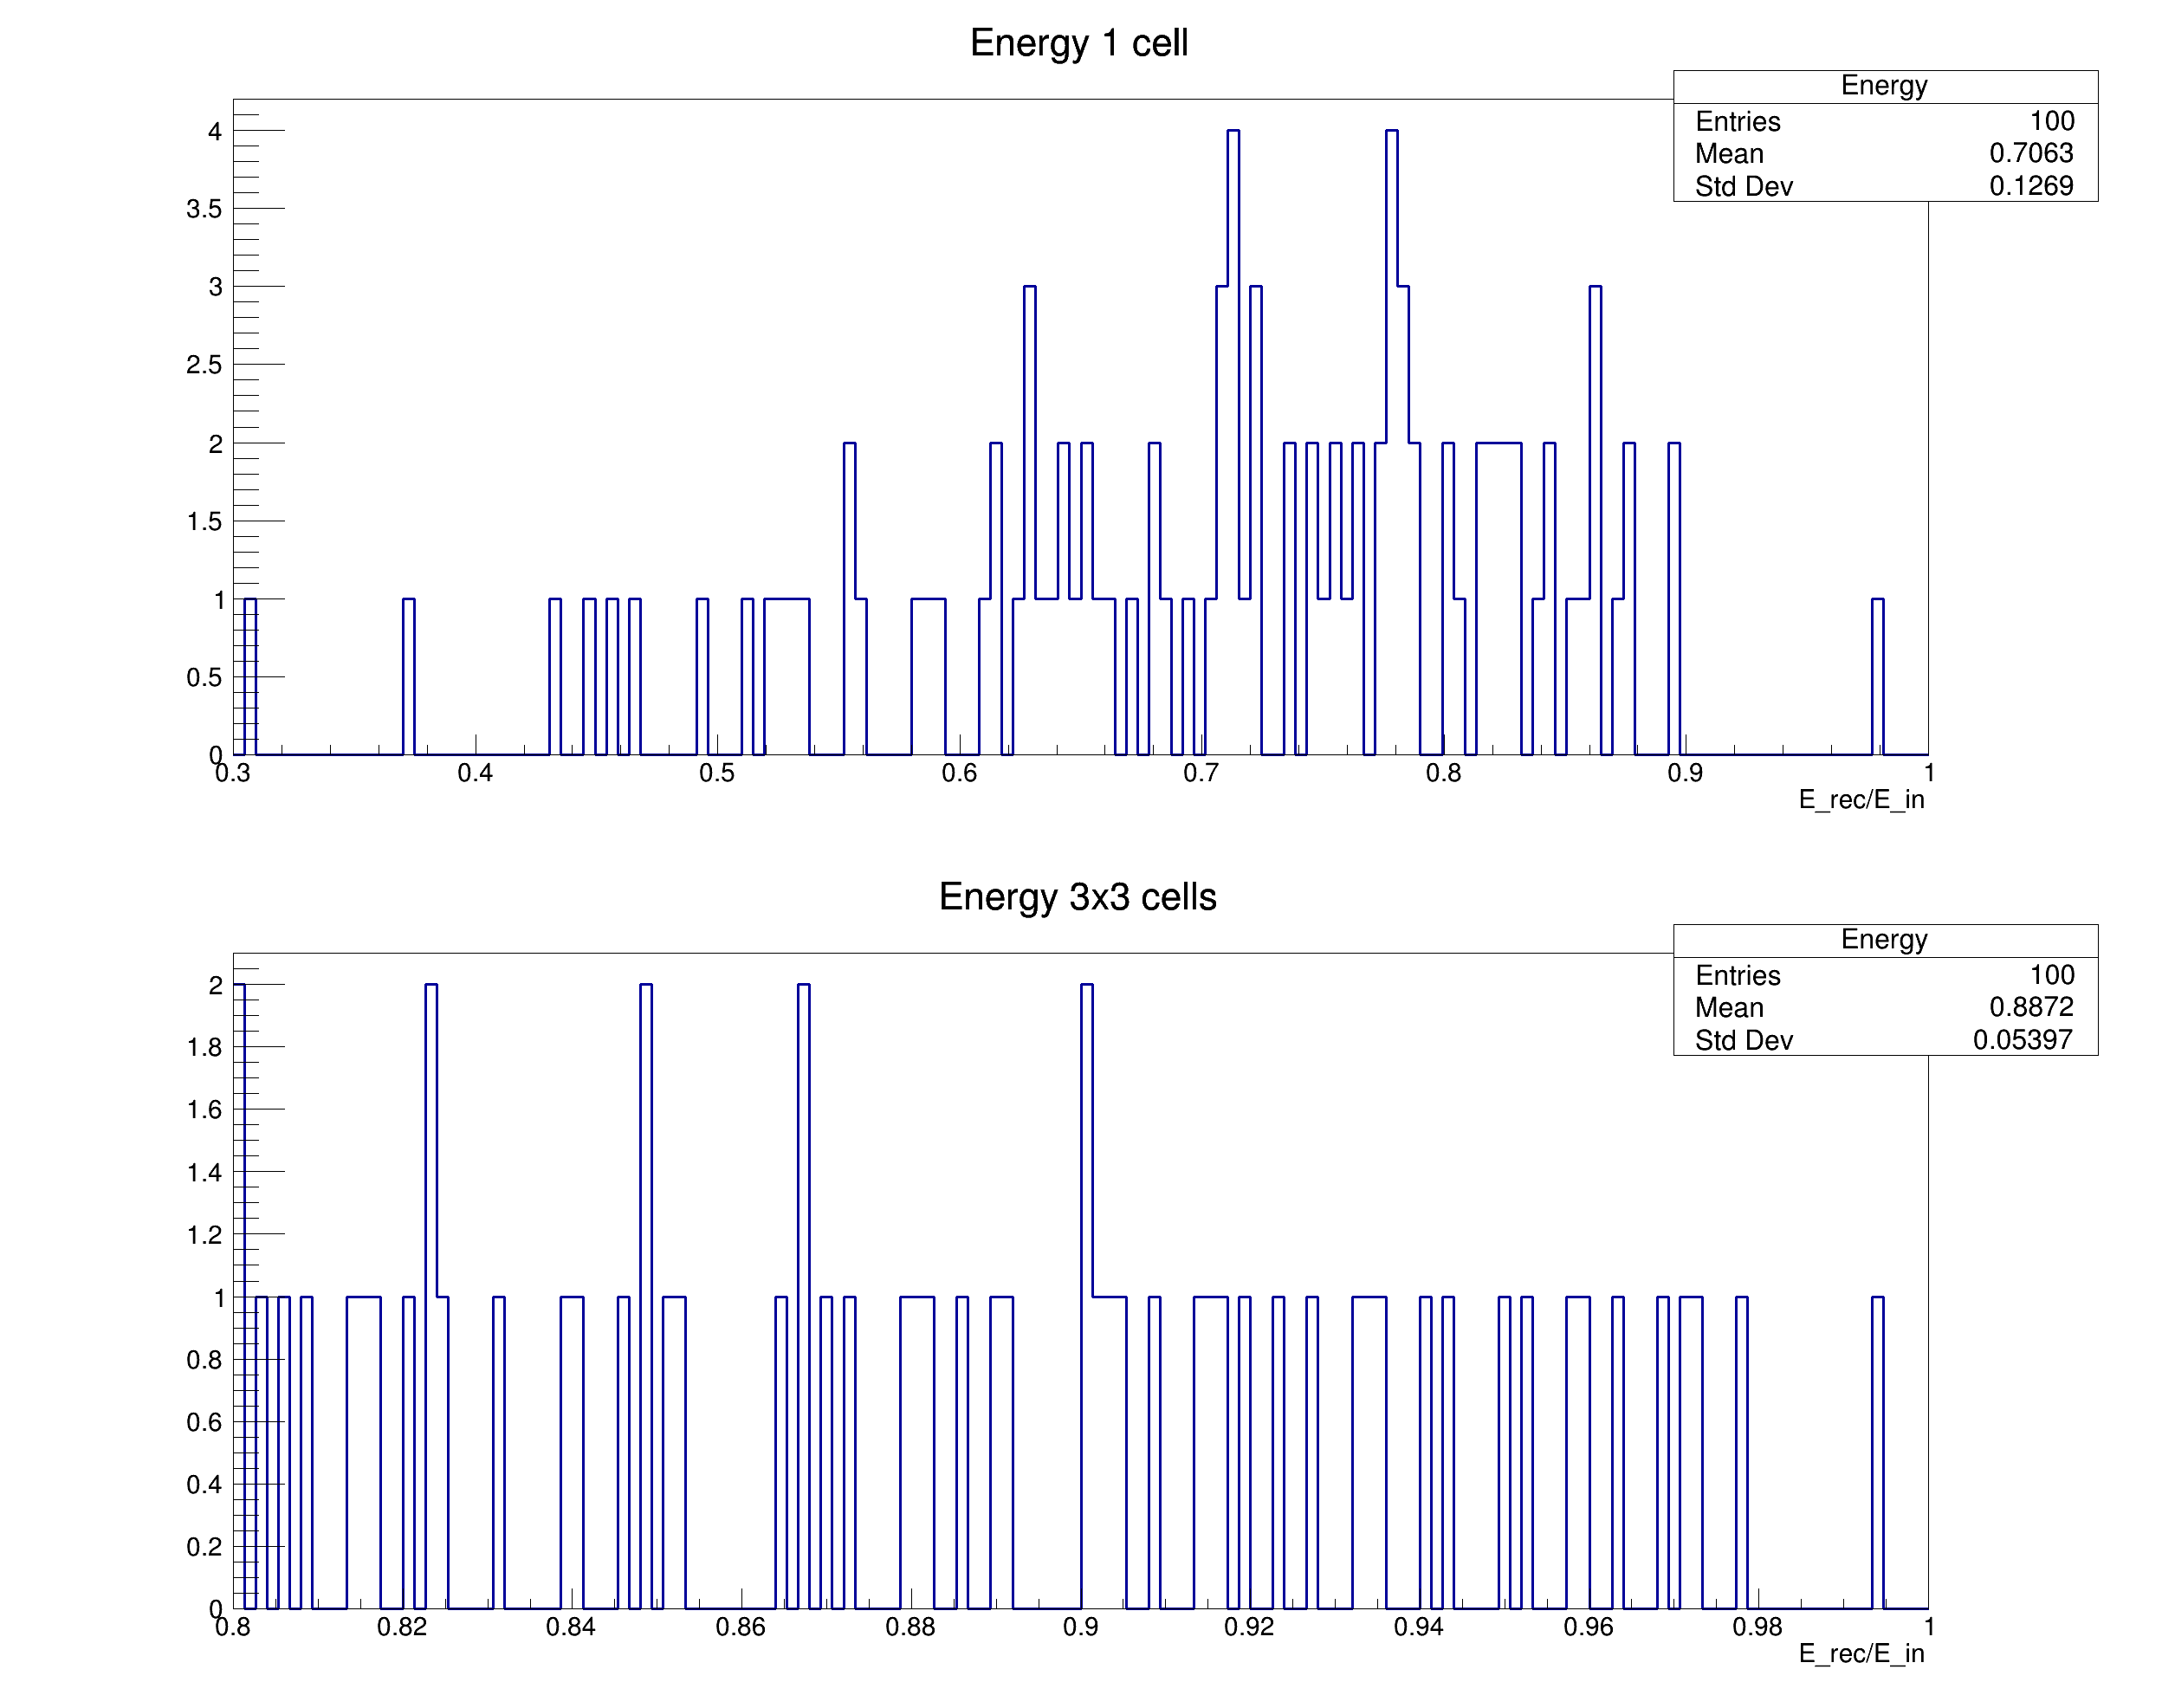 Energy 1 cell
Energy
Entries 100
Mean 0.7063
Std Dev 0.1269
4
3.5
3
2.5
2
1.5
1
0.5
0
0.3 0.4 0.5 0.6 0.7 0.8 0.9 1
E_rec/E_in
Energy 3x3 cells
Energy
Entries 100
Mean 0.8872
Std Dev 0.05397
2
1.8
1.6
1.4
1.2
1
0.8
0.6
0.4
0.2
0
0.8 0.82 0.84 0.86 0.88 0.9 0.92 0.94 0.96 0.98 1
E_rec/E_in